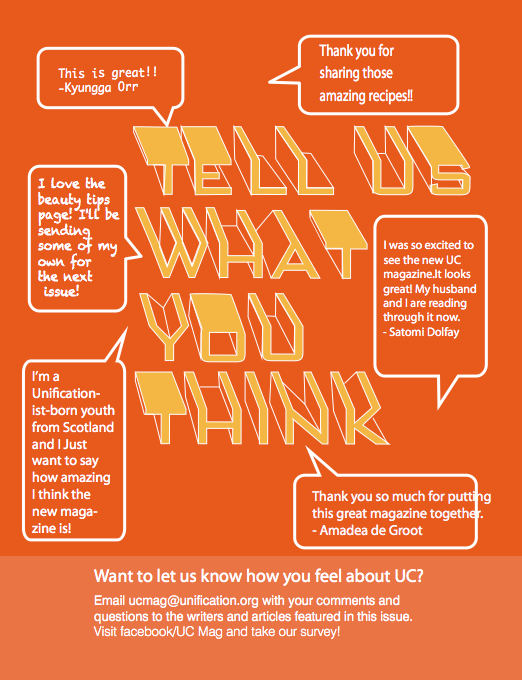 This is great!!
-Kyungga Orr
Thank you for
sharing those
amazing recipes!!
TELL US
I love the
beauty tips
page! I'll be
sending
some of my
own for
the next
issue!
WHAT
I was so excited to
see the new UC
magazine.It looks
great! My husband
and I are reading
through it now.
- Satomi Dolfay
YOU
I'm a
Unification-
ist-born youth
from Scotland
and I Just
want to say
how amazing
I think the
new maga-
zine is!
THINK
Thank you so much for putting
this great magazine together.
- Amadea de Groot
Want to let us know how you feel about UC?
Email ucmag@unification.org with your comments and
questions to the writers and articles featured in this issue.
Visit facebook/UC Mag and take our survey!